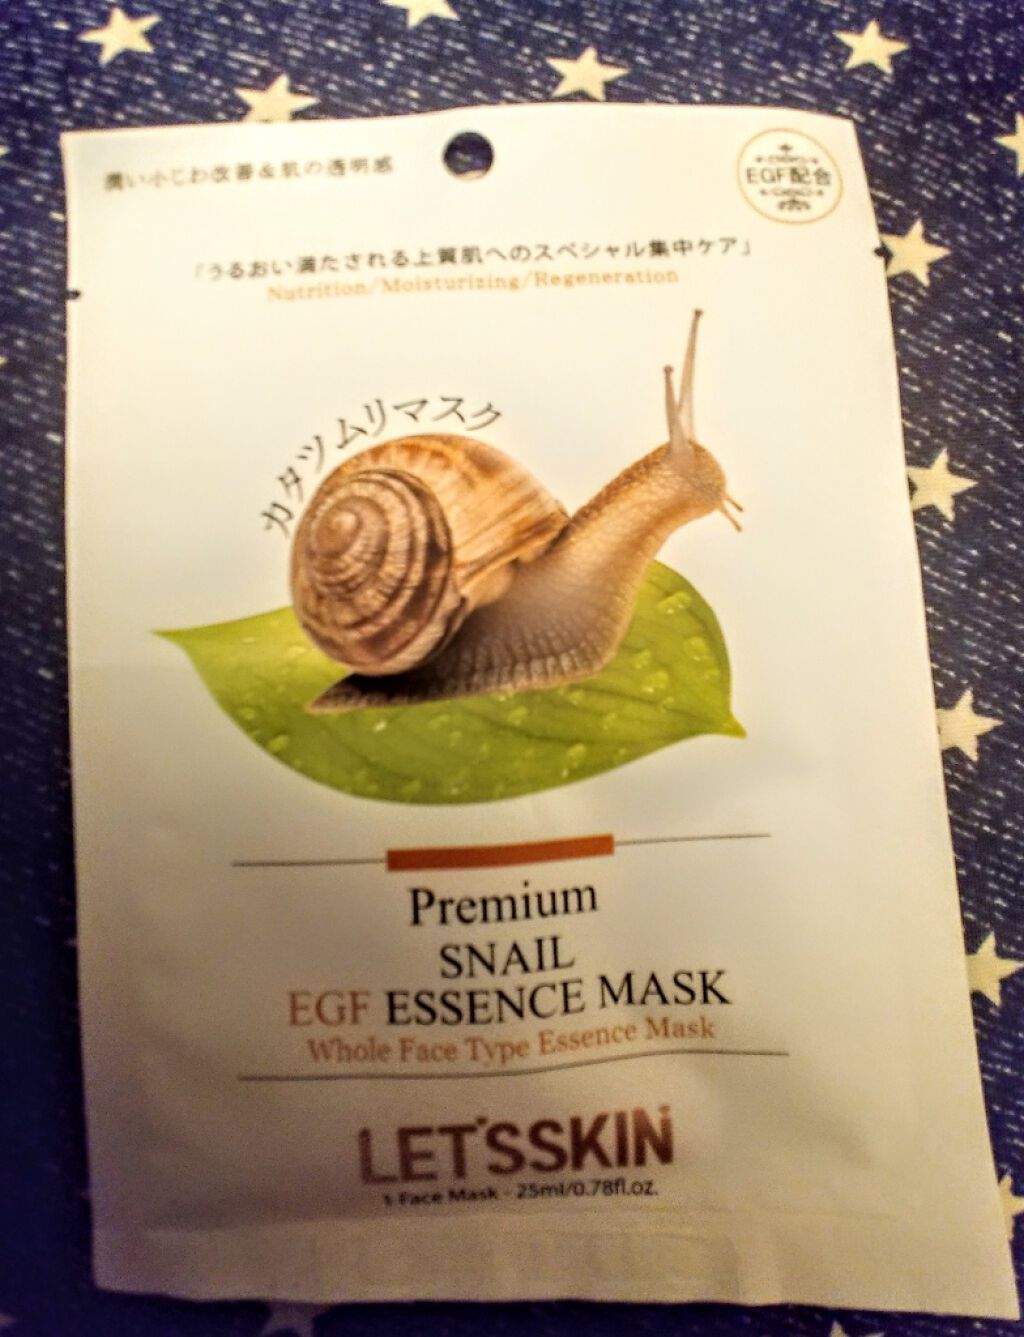 潤い小じわ改善&肌の透明感
EGF配合
「うるおい満たされる上質肌へのスペシャル集中ケア」
Nutrition/Moisturizing/Regeneration
カタツムリマスク
Premium
SNAIL
EGF ESSENCE MASK
Whole Face Type Essence Mask
LET'SSKIN
1 Face Mask · 25ml/0.78fl.oz.